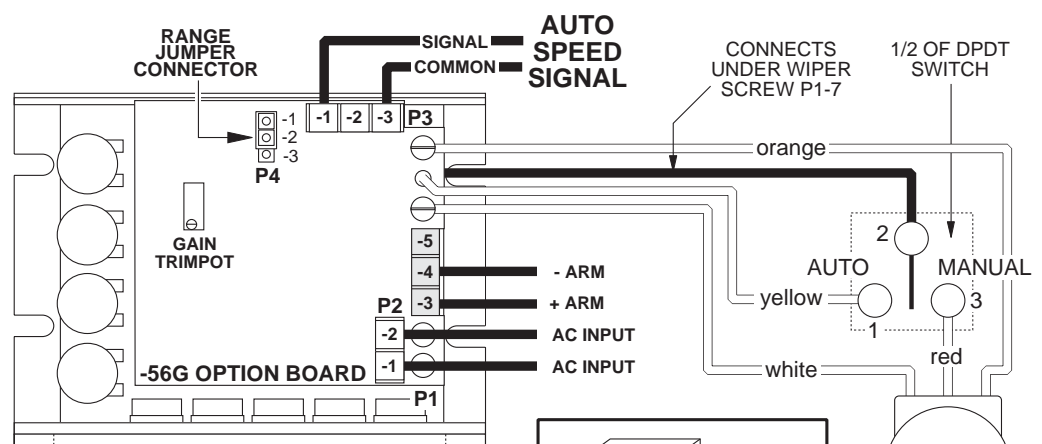 AUTO
SPEED
SIGNAL
SIGNAL
COMMON
RANGE
JUMPER
CONNECTOR
CONNECTS
UNDER WIPER
SCREW P1-7
1/2 OF DPDT
SWITCH
-1
-2
-3
P4
-1 -2 -3 P3
orange
GAIN
TRIMPOT
2
AUTO
MANUAL
-5
-4
- ARM
-3
+ ARM
yellow
1
3
P2
-2
AC INPUT
-1
AC INPUT
red
white
-56G OPTION BOARD
P1